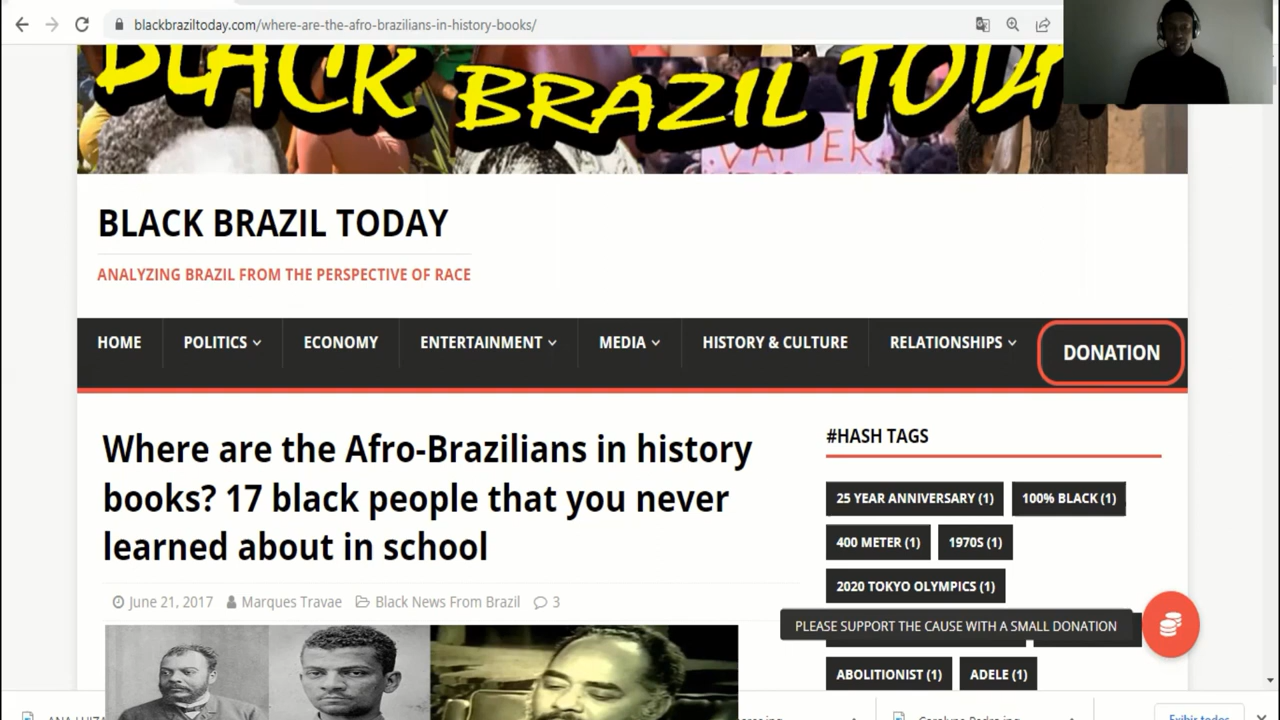 blackbraziltoday.com/where-are-the-afro-brazilians-in-history-books/
BLACK BRAZIL TODAY
BLACK BRAZIL TODAY
ANALYZING BRAZIL FROM THE PERSPECTIVE OF RACE
HOME POLITICS ECONOMY ENTERTAINMENT MEDIA HISTORY & CULTURE RELATIONSHIPS DONATION
Where are the Afro-Brazilians in history
books? 17 black people that you never
learned about in school
June 21, 2017 Marques Travae Black News From Brazil 3
#HASH TAGS
25 YEAR ANNIVERSARY (1) 100% BLACK (1)
400 METER (1) 1970S (1)
2020 TOKYO OLYMPICS (1)
PLEASE SUPPORT THE CAUSE WITH A SMALL DONATION
ABOLITIONIST (1) ADELE (1)
Exibir todos